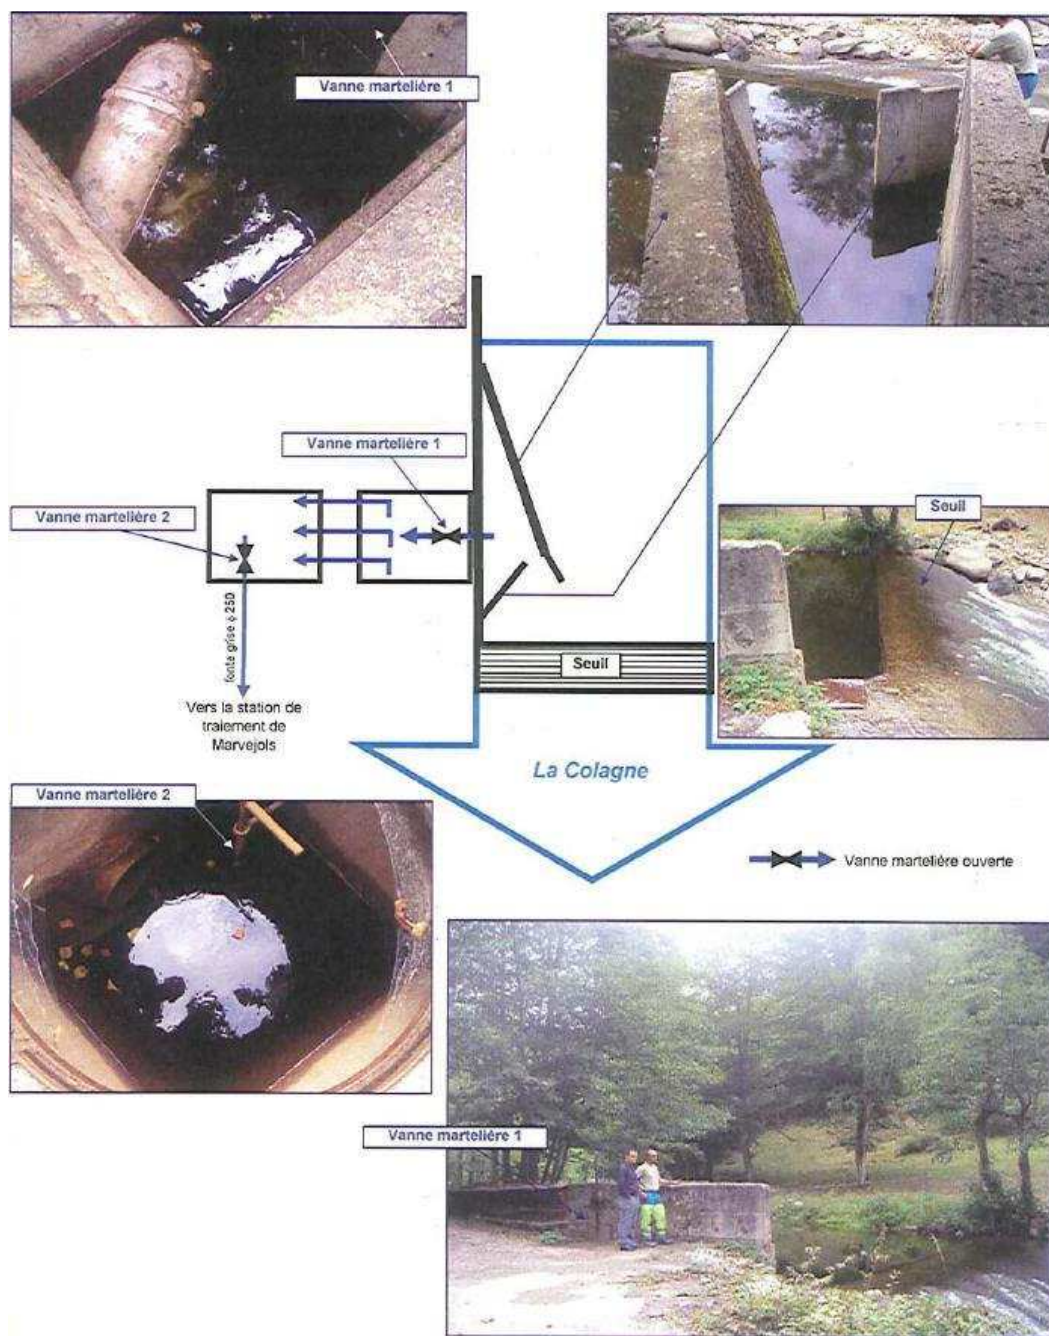 Vanne martelière 1
Vanne martelière 1
Vanne martelière 2
Seuil
fonte grise ϕ 250
Seuil
Vers la station de
traiement de
Marvejols
La Colagne
Vanne martelière 2
Vanne martelière ouverte
Vanne martelière 1